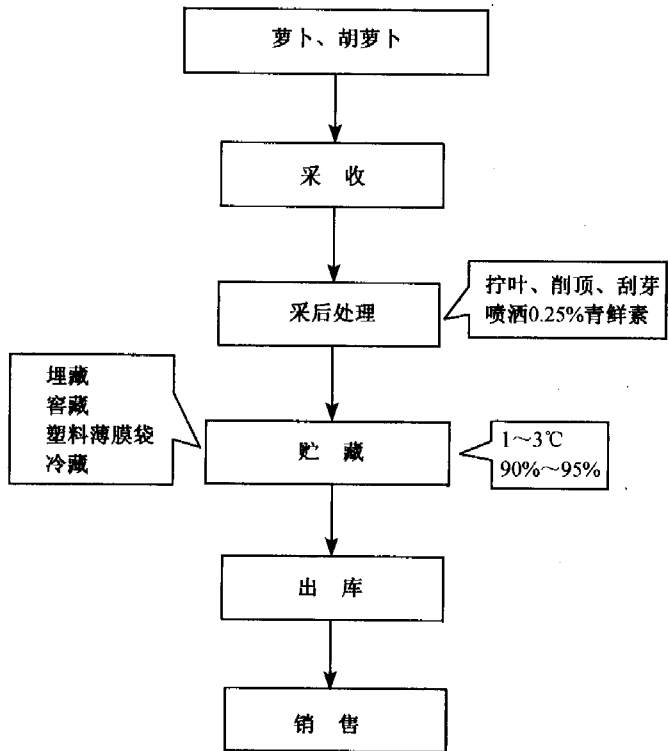 萝卜、胡萝卜
采 收
采后处理
拧叶、削顶、刮芽
喷洒0.25%青鲜素
埋藏
窖藏
塑料薄膜袋
冷藏
贮 藏
1～3℃
90%～95%
出 库
销 售